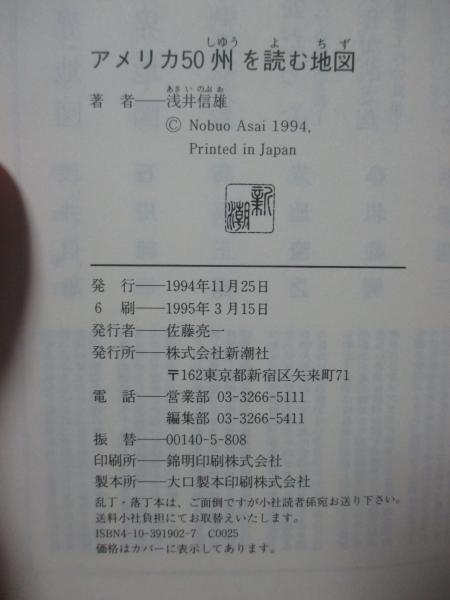 しゆう よ ちず
アメリカ50州を読む地図
あさ い のぶ お
著 者——浅井信雄
© Nobuo Asai 1994,
Printed in Japan
新潮
発 行——1994年11月25日
6 刷——1995年3月15日
発行者——佐藤亮一
発行所——株式会社新潮社
〒162東京都新宿区矢来町71
電 話——営業部 03-3266-5111
編集部 03-3266-5411
振 替——00140-5-808
印刷所——錦明印刷株式会社
製本所——大口製本印刷株式会社
乱丁・落丁本は、ご面倒ですが小社読者係宛お送り下さい。
送料小社負担にてお取替えいたします。
ISBN4-10-391902-7 C0025
価格はカバーに表示してあります。